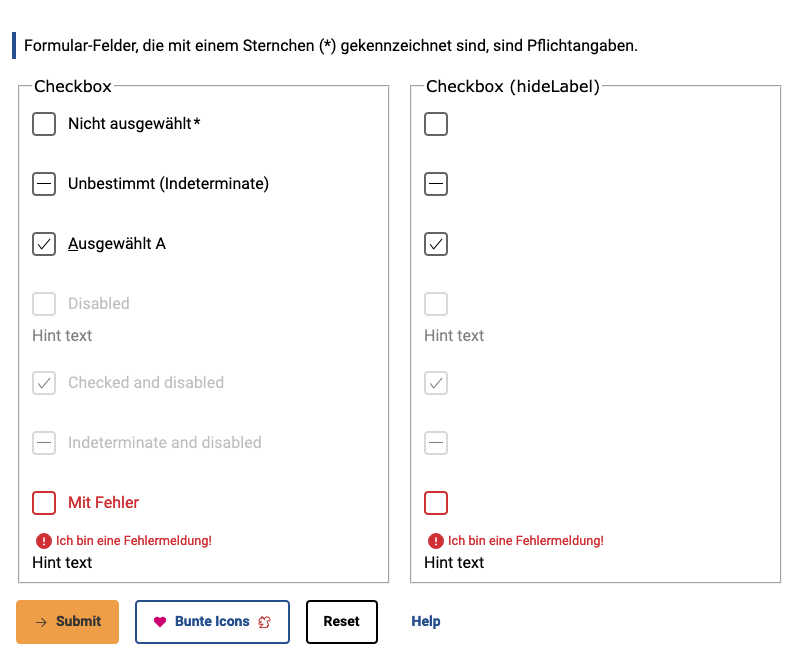 Formular-Felder, die mit einem Sternchen (*) gekennzeichnet sind, sind Pflichtangaben.
Checkbox
Nicht ausgewählt*
Unbestimmt (Indeterminate)
Ausgewählt A
Disabled
Hint text
Checked and disabled
Indeterminate and disabled
Mit Fehler
Ich bin eine Fehlermeldung!
Hint text
Checkbox (hideLabel)
Hint text
Ich bin eine Fehlermeldung!
Hint text
Submit
Bunte Icons
Reset
Help